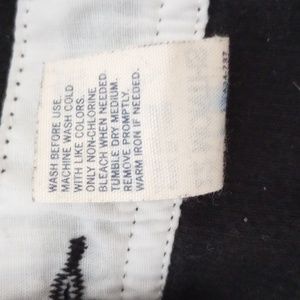 WASH BEFORE USE.
MACHINE WASH COLD
WITH LIKE COLORS.
ONLY NON-CHLORINE
BLEACH WHEN NEEDED.
TUMBLE DRY MEDIUM.
REMOVE PROMPTLY.
WARM IRON IF NEEDED.